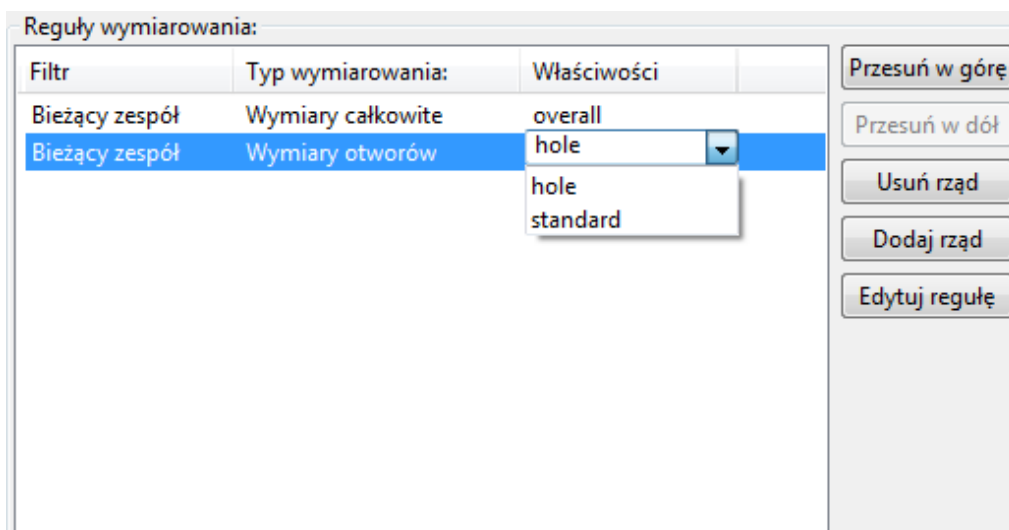 Reguły wymiarowania:
Filtr Typ wymiarowania: Właściwości
Bieżący zespół Wymiary całkowite overall
Bieżący zespół Wymiary otworów hole
hole
standard
Przesuń w górę
Przesuń w dół
Usuń rząd
Dodaj rząd
Edytuj regułę